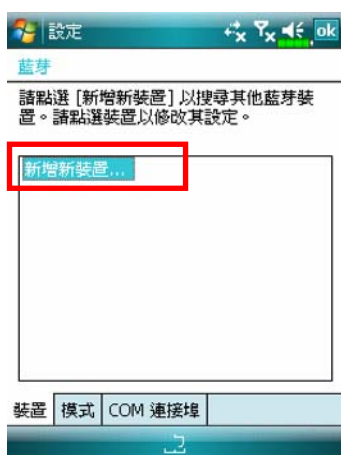 設定
ok
藍芽
請點選 [新增新裝置] 以搜尋其他藍芽裝
置。請點選裝置以修改其設定。
新增新裝置...
裝置 模式 COM 連接埠